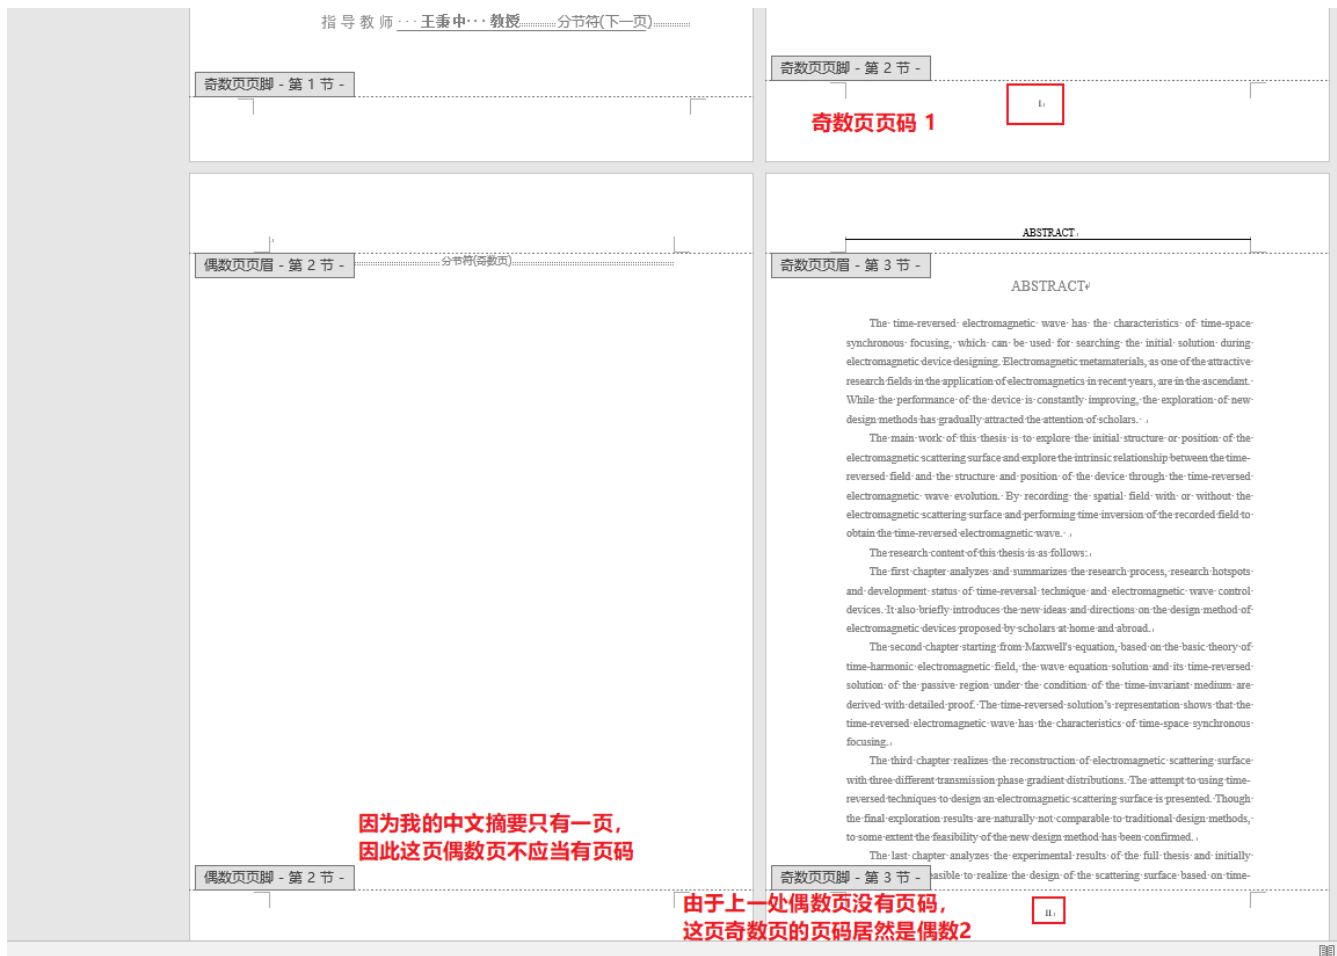 指 导 教 师 ··· 王秉中··· 教授 分节符(下一页)
奇数页页脚 - 第 1 节 -
奇数页页脚 - 第 2 节 -
I
奇数页页码 1
ABSTRACT
偶数页页眉 - 第 2 节 -
分节符(奇数页)
奇数页页眉 - 第 3 节 -
ABSTRACT
The time-reversed electromagnetic wave has the characteristics of time-space
synchronous focusing, which can be used for searching the initial solution during
electromagnetic device designing. Electromagnetic metamaterials, as one of the attractive
research fields in the application of electromagnetics in recent years, are in the ascendant.
While the performance of the device is constantly improving, the exploration of new
design methods has gradually attracted the attention of scholars.
The main work of this thesis is to explore the initial structure or position of the
electromagnetic scattering surface and explore the intrinsic relationship between the time-
reversed field and the structure and position of the device through the time-reversed
electromagnetic wave evolution. By recording the spatial field with or without the
electromagnetic scattering surface and performing time inversion of the recorded field to
obtain the time-reversed electromagnetic wave.
The research content of this thesis is as follows:
The first chapter analyzes and summarizes the research process, research hotspots
and development status of time-reversal technique and electromagnetic wave control
devices. It also briefly introduces the new ideas and directions on the design method of
electromagnetic devices proposed by scholars at home and abroad.
The second chapter starting from Maxwell's equation, based on the basic theory of
time-harmonic electromagnetic field, the wave equation solution and its time-reversed
solution of the passive region under the condition of the time-invariant medium are
derived with detailed proof. The time-reversed solution's representation shows that the
time-reversed electromagnetic wave has the characteristics of time-space synchronous
focusing.
The third chapter realizes the reconstruction of electromagnetic scattering surface
with three different transmission phase gradient distributions. The attempt to using time-
reversed techniques to design an electromagnetic scattering surface is presented. Though
the final exploration results are naturally not comparable to traditional design methods,
to some extent the feasibility of the new design method has been confirmed.
The last chapter analyzes the experimental results of the full thesis and initially
easible to realize the design of the scattering surface based on time-
因为我的中文摘要只有一页，
因此这页偶数页不应当有页码
偶数页页脚 - 第 2 节 -
奇数页页脚 - 第 3 节 -
由于上一处偶数页没有页码，
这页奇数页的页码居然是偶数2
II